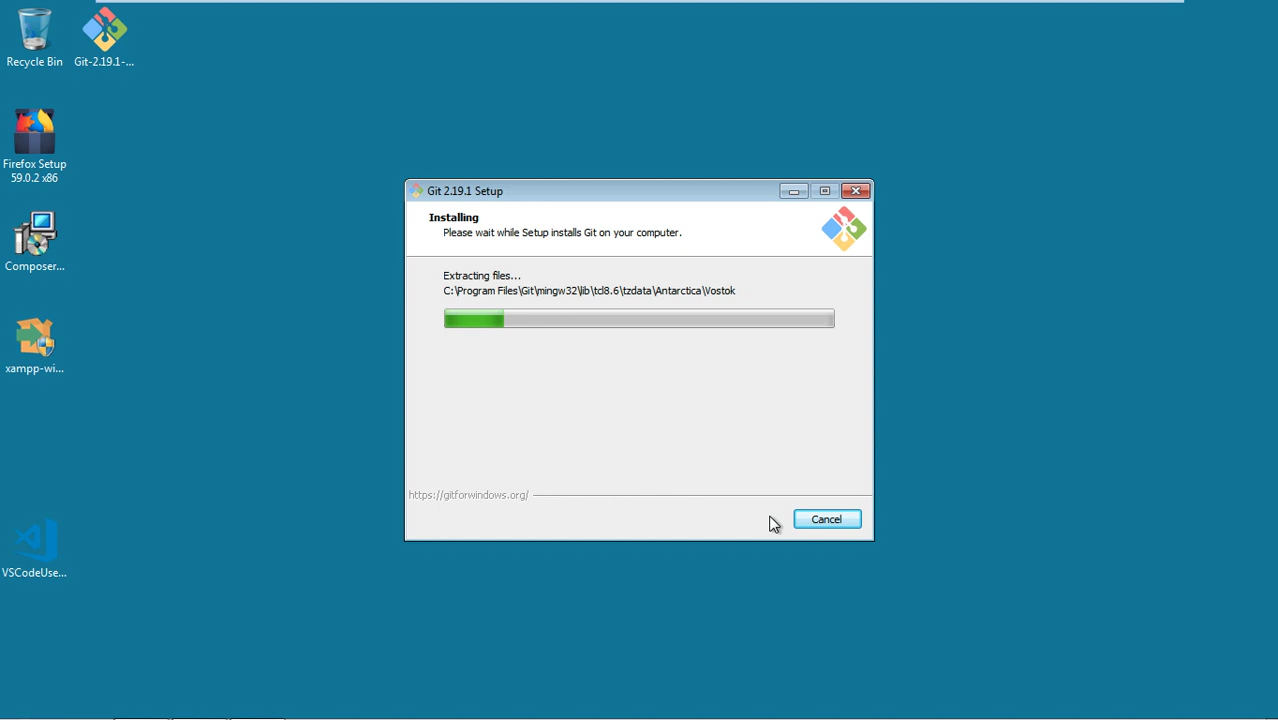 Recycle Bin
Git-2.19.1-...
Firefox Setup
59.0.2 x86
Composer...
xampp-wi...
VSCodeUse...
Git 2.19.1 Setup
Installing
Please wait while Setup installs Git on your computer.
Extracting files...
C:\Program Files\Git\mingw32\lib\tcl8.6\tzdata\Antarctica\Vostok
https://gitforwindows.org/
Cancel